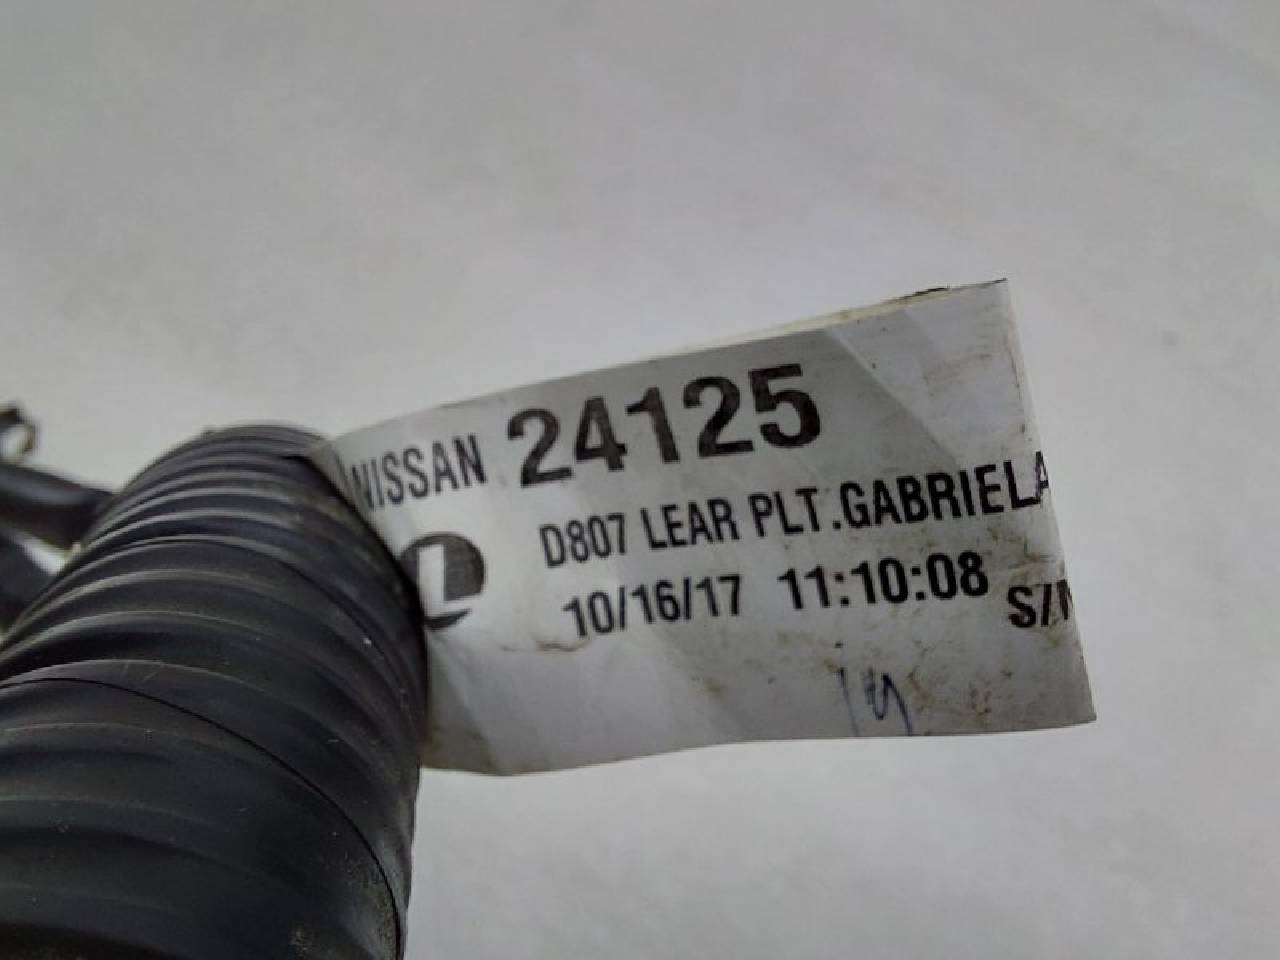 NISSAN 24125
L
D807 LEAR PLT.GABRIELA
10/16/17 11:10:08 S/N